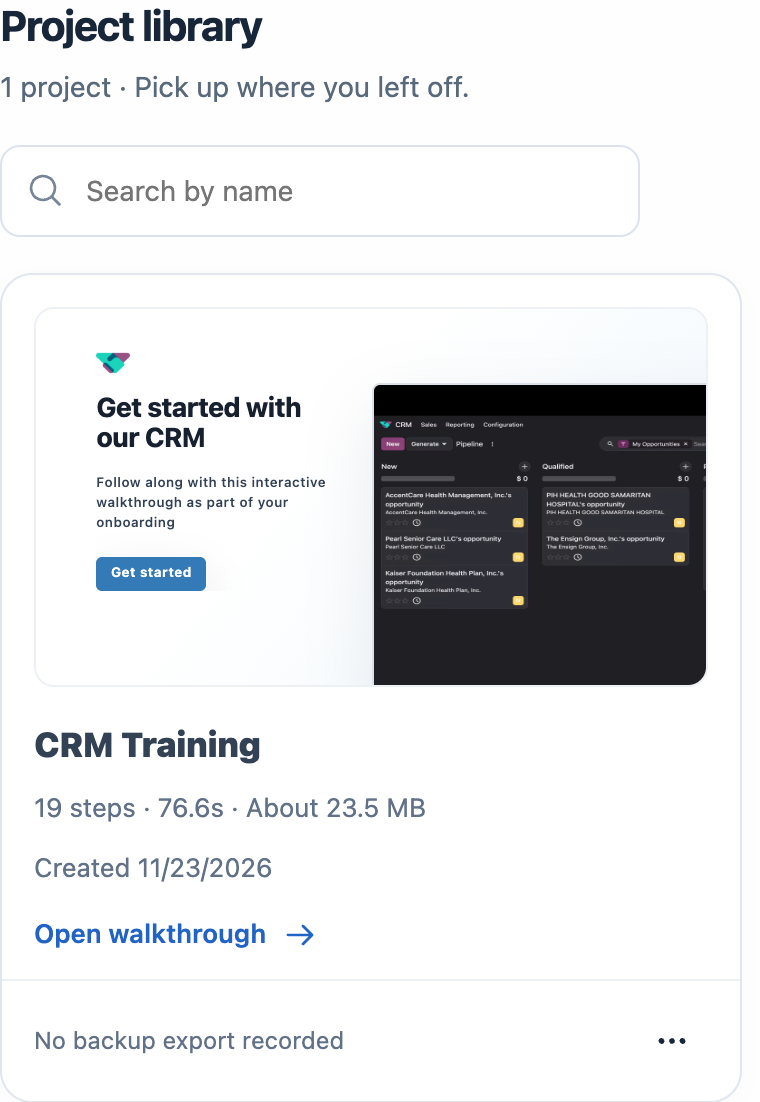 Project library
1 project · Pick up where you left off.
Search by name
Get started with
our CRM
Follow along with this interactive
walkthrough as part of your
onboarding
Get started
CRM Sales Reporting Configuration
New Generate Pipeline
My Opportunities ×
New
$ 0
AccentCare Health Management, Inc.'s
opportunity
AccentCare Health Management, Inc.
Pearl Senior Care LLC's opportunity
Pearl Senior Care LLC
Kaiser Foundation Health Plan, Inc.'s
opportunity
Kaiser Foundation Health Plan, Inc.
Qualified
$ 0
PIH HEALTH GOOD SAMARITAN
HOSPITAL's opportunity
PIH HEALTH GOOD SAMARITAN HOSPITAL
The Ensign Group, Inc.'s opportunity
The Ensign Group, Inc.
CRM Training
19 steps · 76.6s · About 23.5 MB
Created 11/23/2026
Open walkthrough →
No backup export recorded